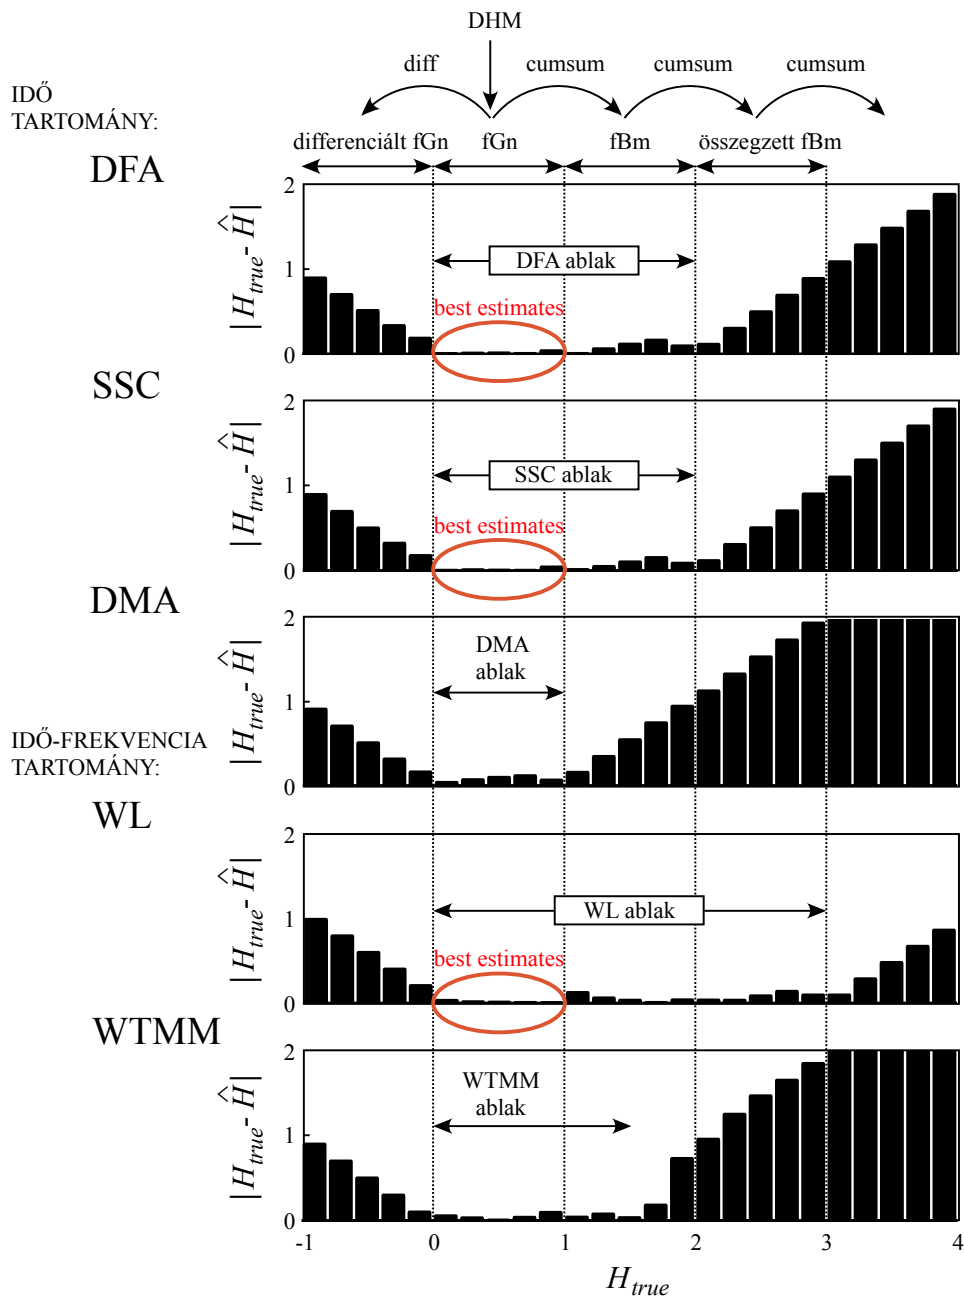 DHM
diff
cumsum
cumsum
cumsum
IDŐ
TARTOMÁNY:
differenciált fGn
fGn
fBm
összegzett fBm
DFA
|H_true - Ĥ|
2
1
0
DFA ablak
best estimates
SSC
|H_true - Ĥ|
2
1
0
SSC ablak
best estimates
DMA
|H_true - Ĥ|
2
1
0
DMA
ablak
IDŐ-FREKVENCIA
TARTOMÁNY:
WL
|H_true - Ĥ|
2
1
0
WL ablak
best estimates
WTMM
|H_true - Ĥ|
2
1
0
WTMM
ablak
-1 0 1 2 3 4
H_true